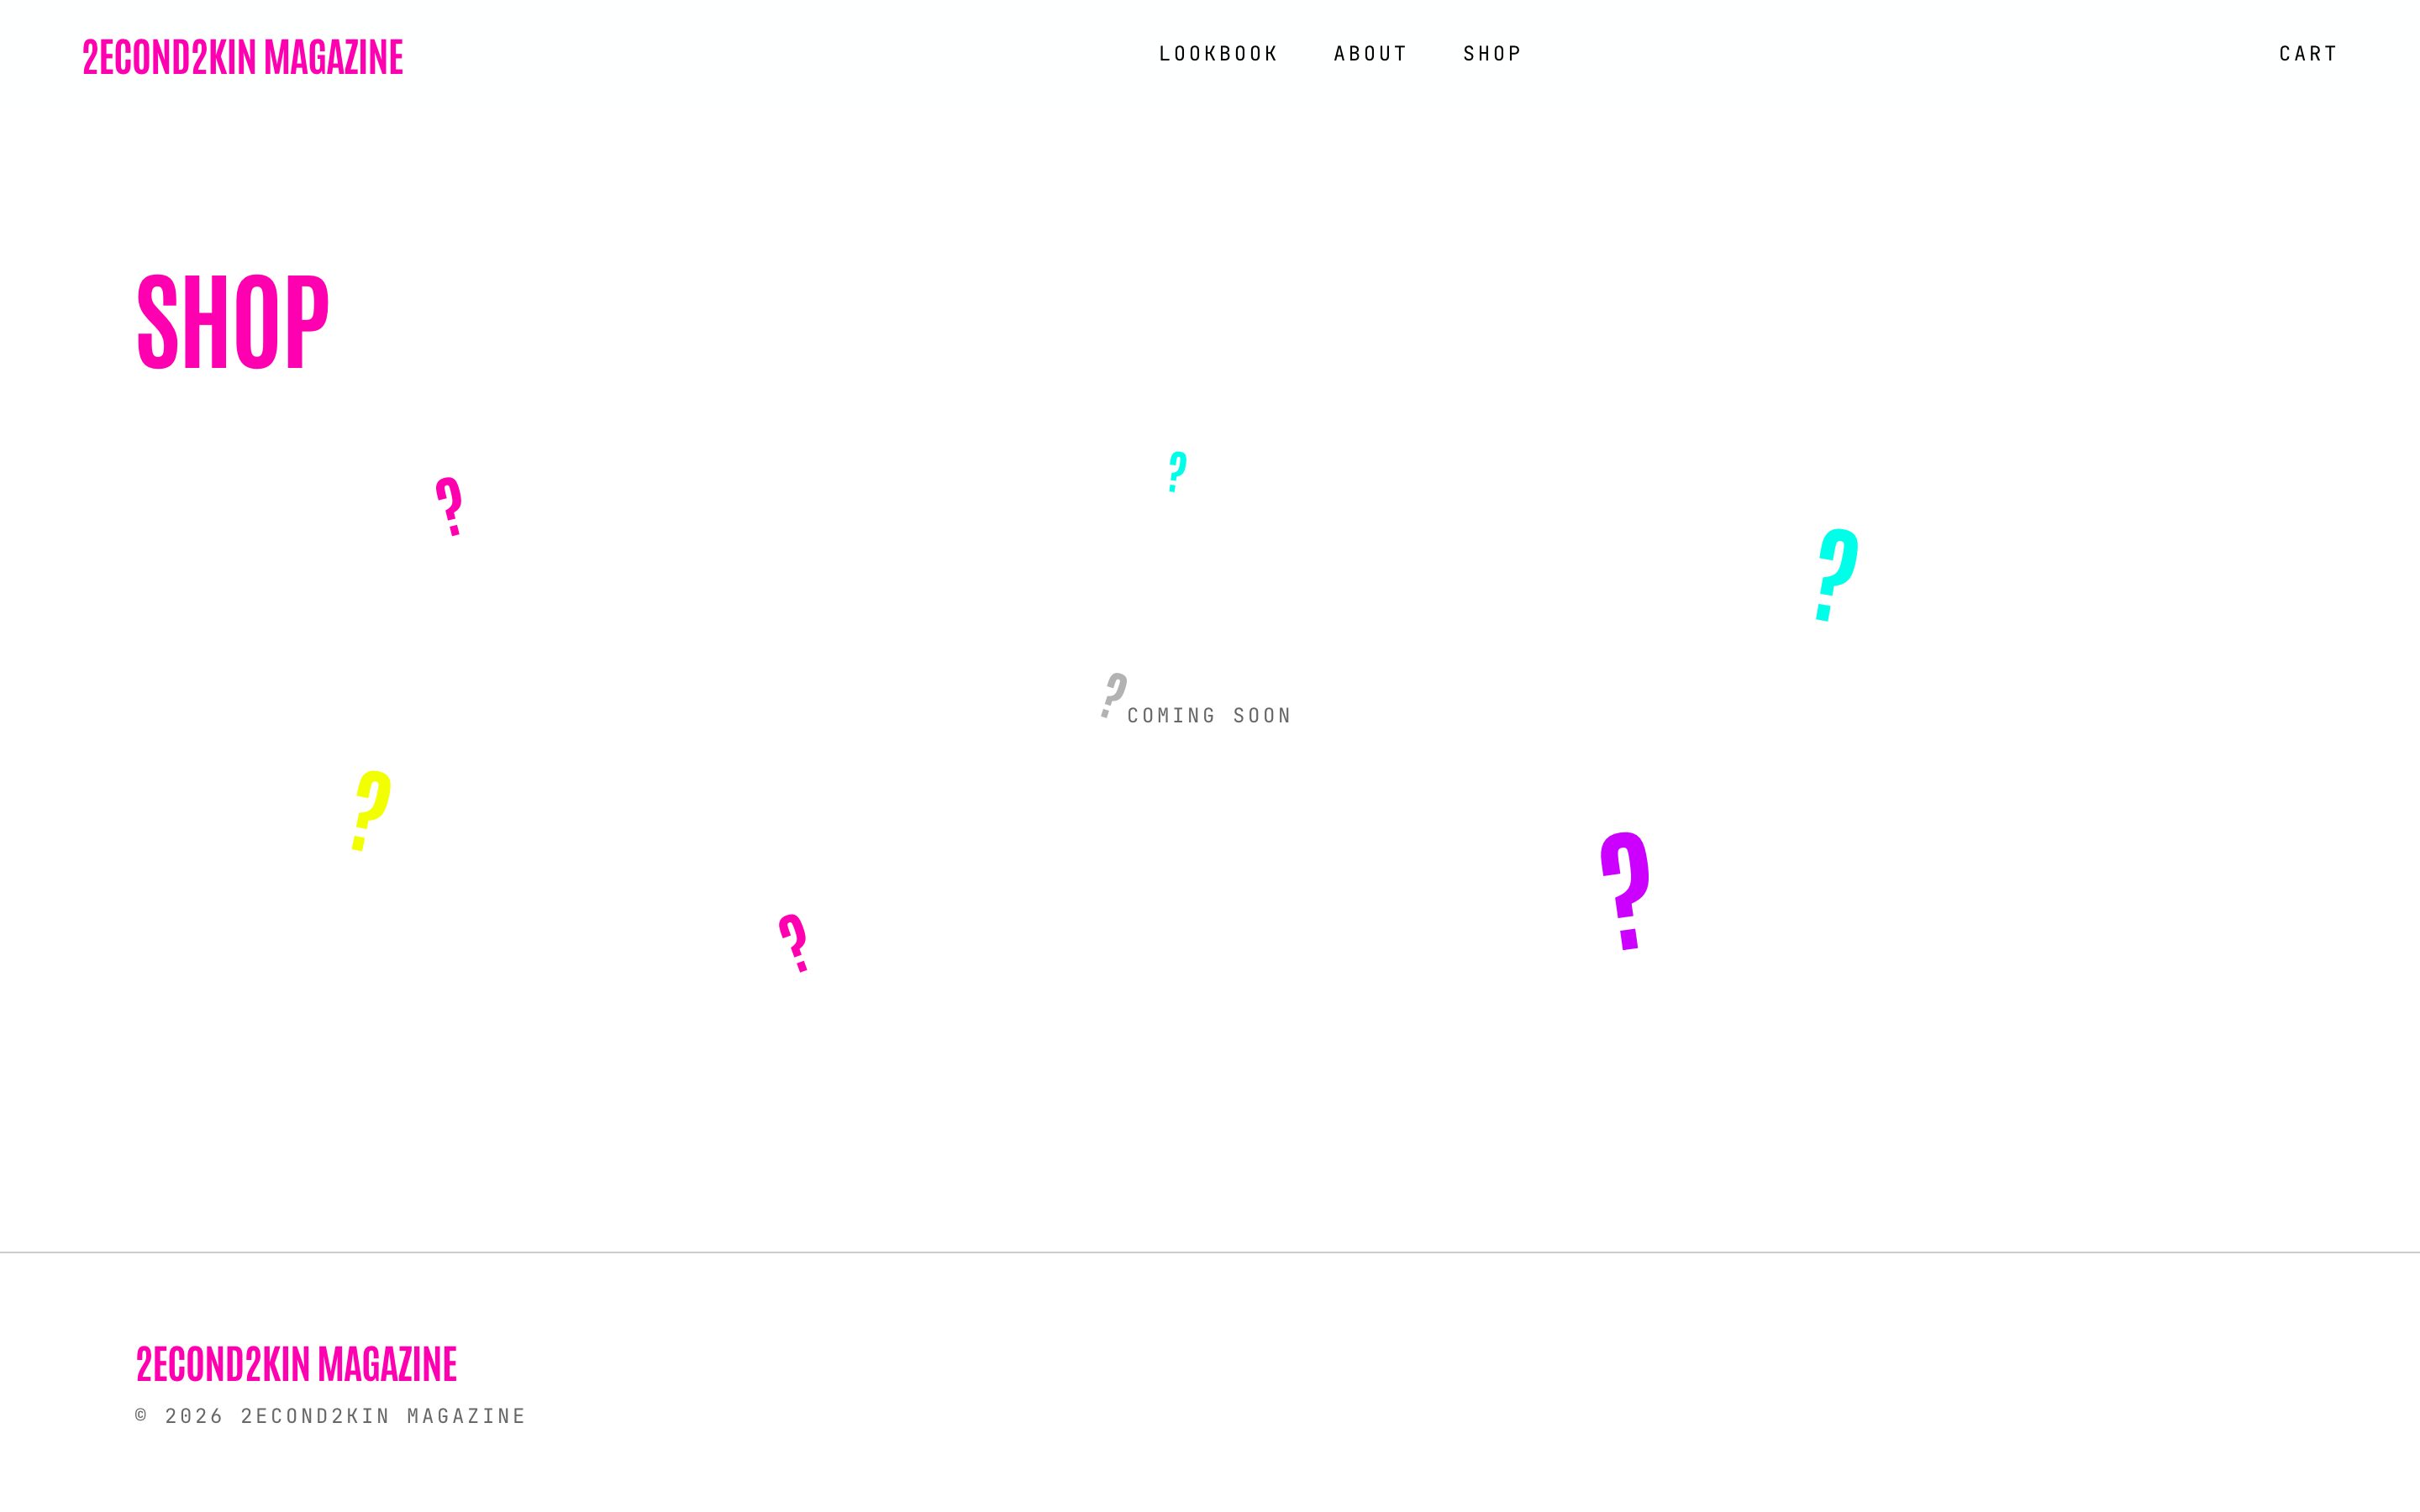 2ECOND2KIN MAGAZINE
LOOKBOOK ABOUT SHOP
CART
SHOP
?
?
?
?
COMING SOON
?
?
?
2ECOND2KIN MAGAZINE
© 2026 2ECOND2KIN MAGAZINE